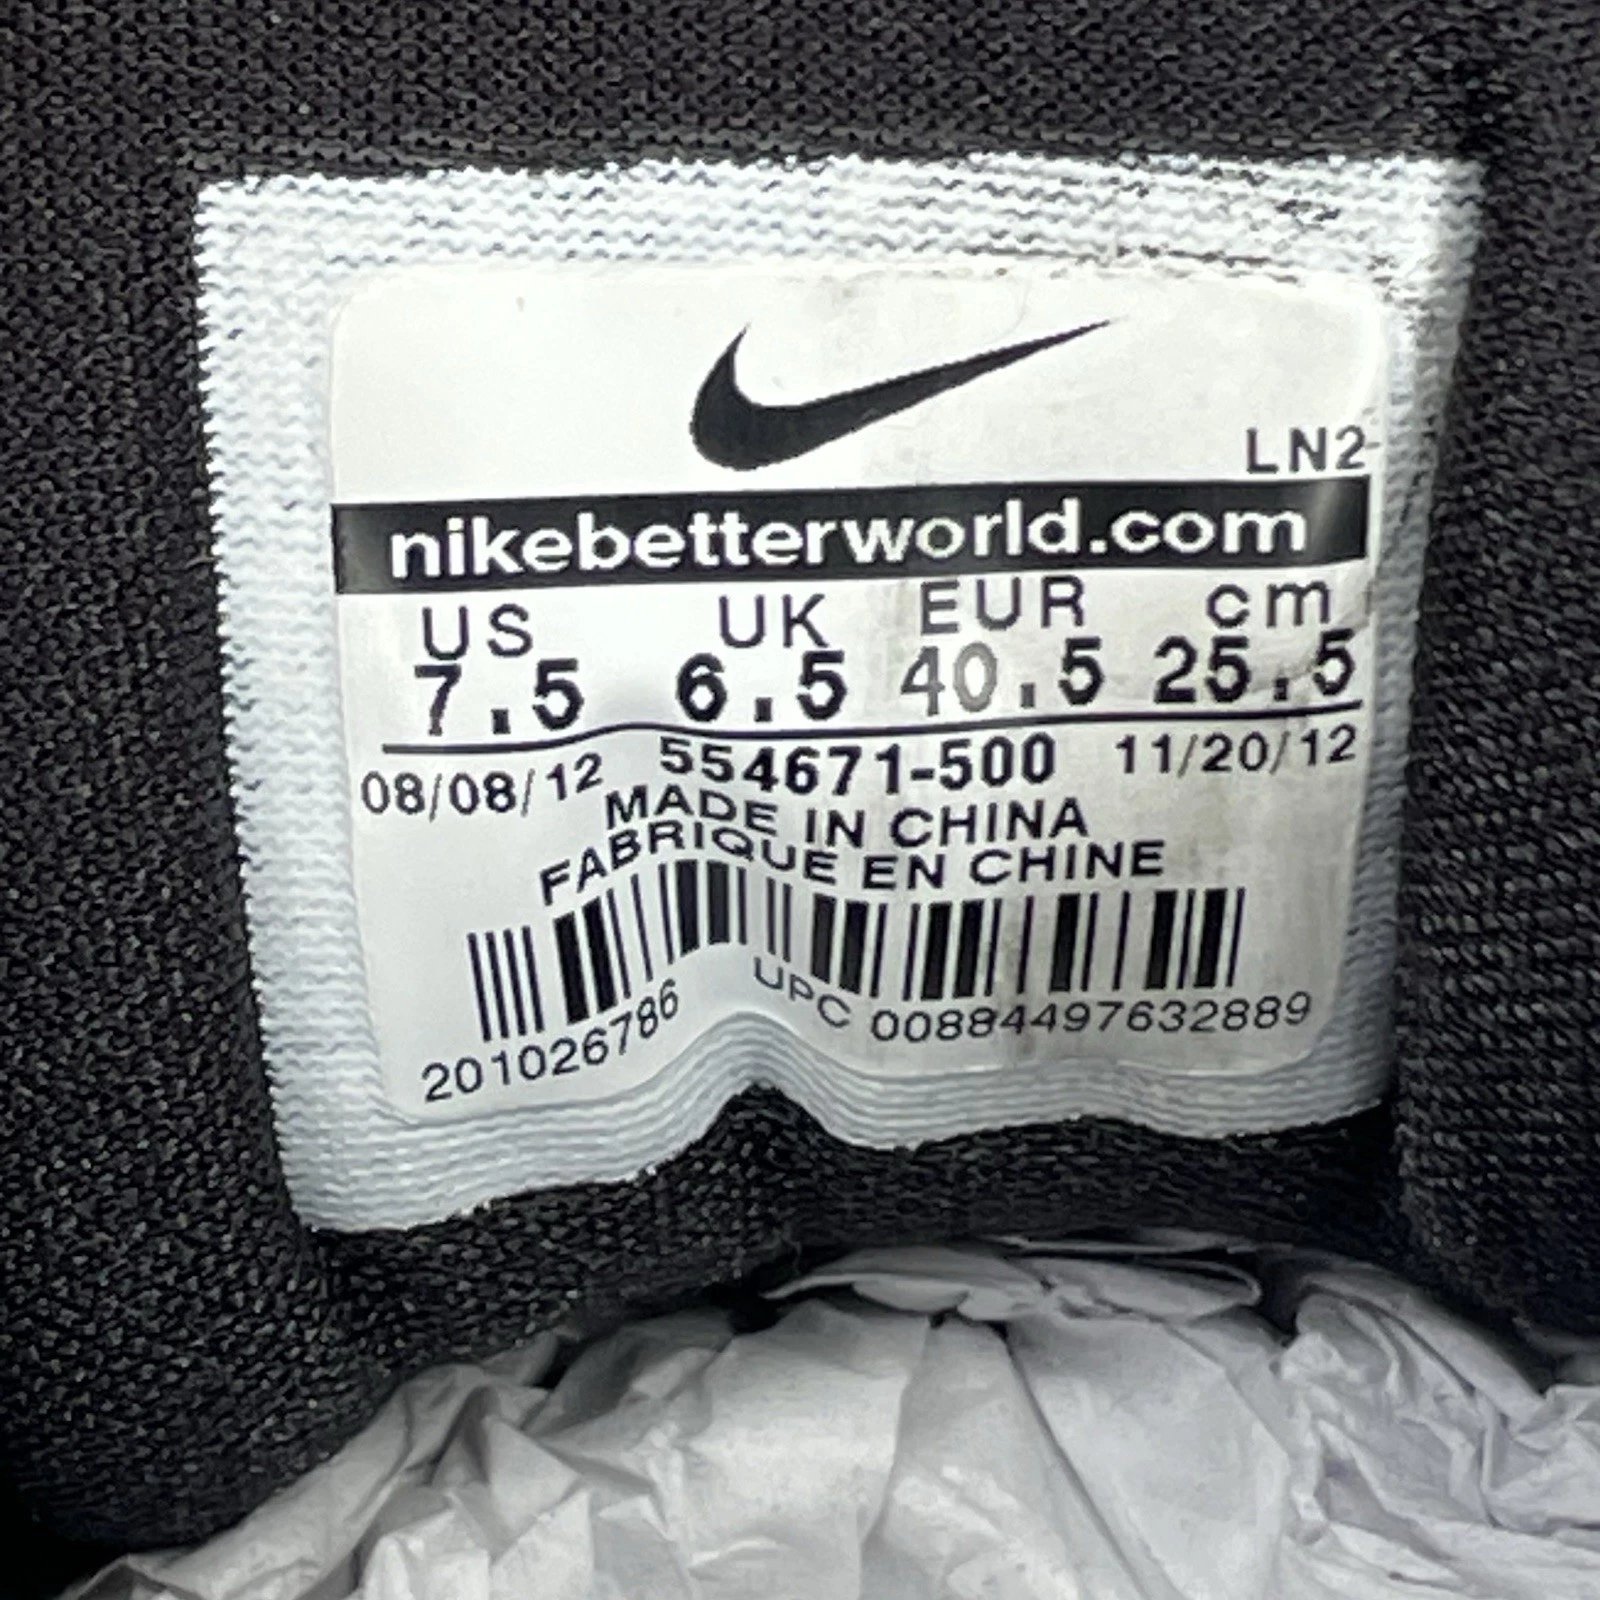 LN2
nikebetterworld.com
US UK EUR cm
7.5 6.5 40.5 25.5
08/08/12 554671-500 11/20/12
MADE IN CHINA
FABRIQUE EN CHINE
201026786 UPC 00884497632889